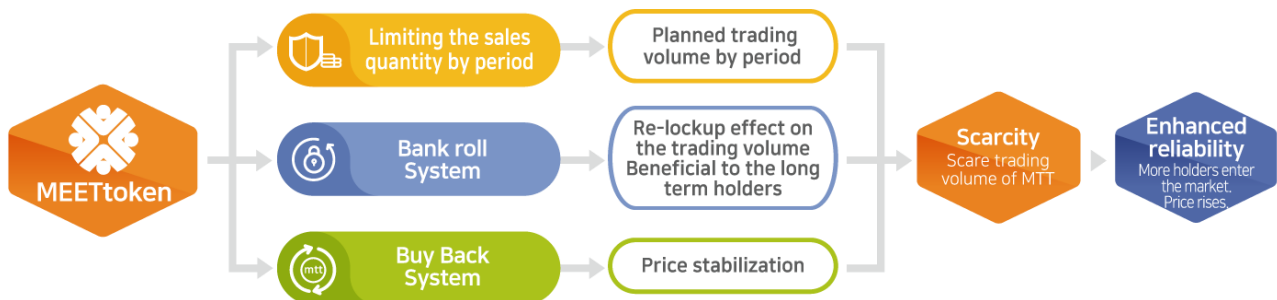 MEETtoken
Limiting the sales
quantity by period
Planned trading
volume by period
Bank roll
System
Re-lockup effect on
the trading volume
Beneficial to the long
term holders
mtt
Buy Back
System
Price stabilization
Scarcity
Scare trading
volume of MTT
Enhanced
reliability
More holders enter
the market.
Price rises.